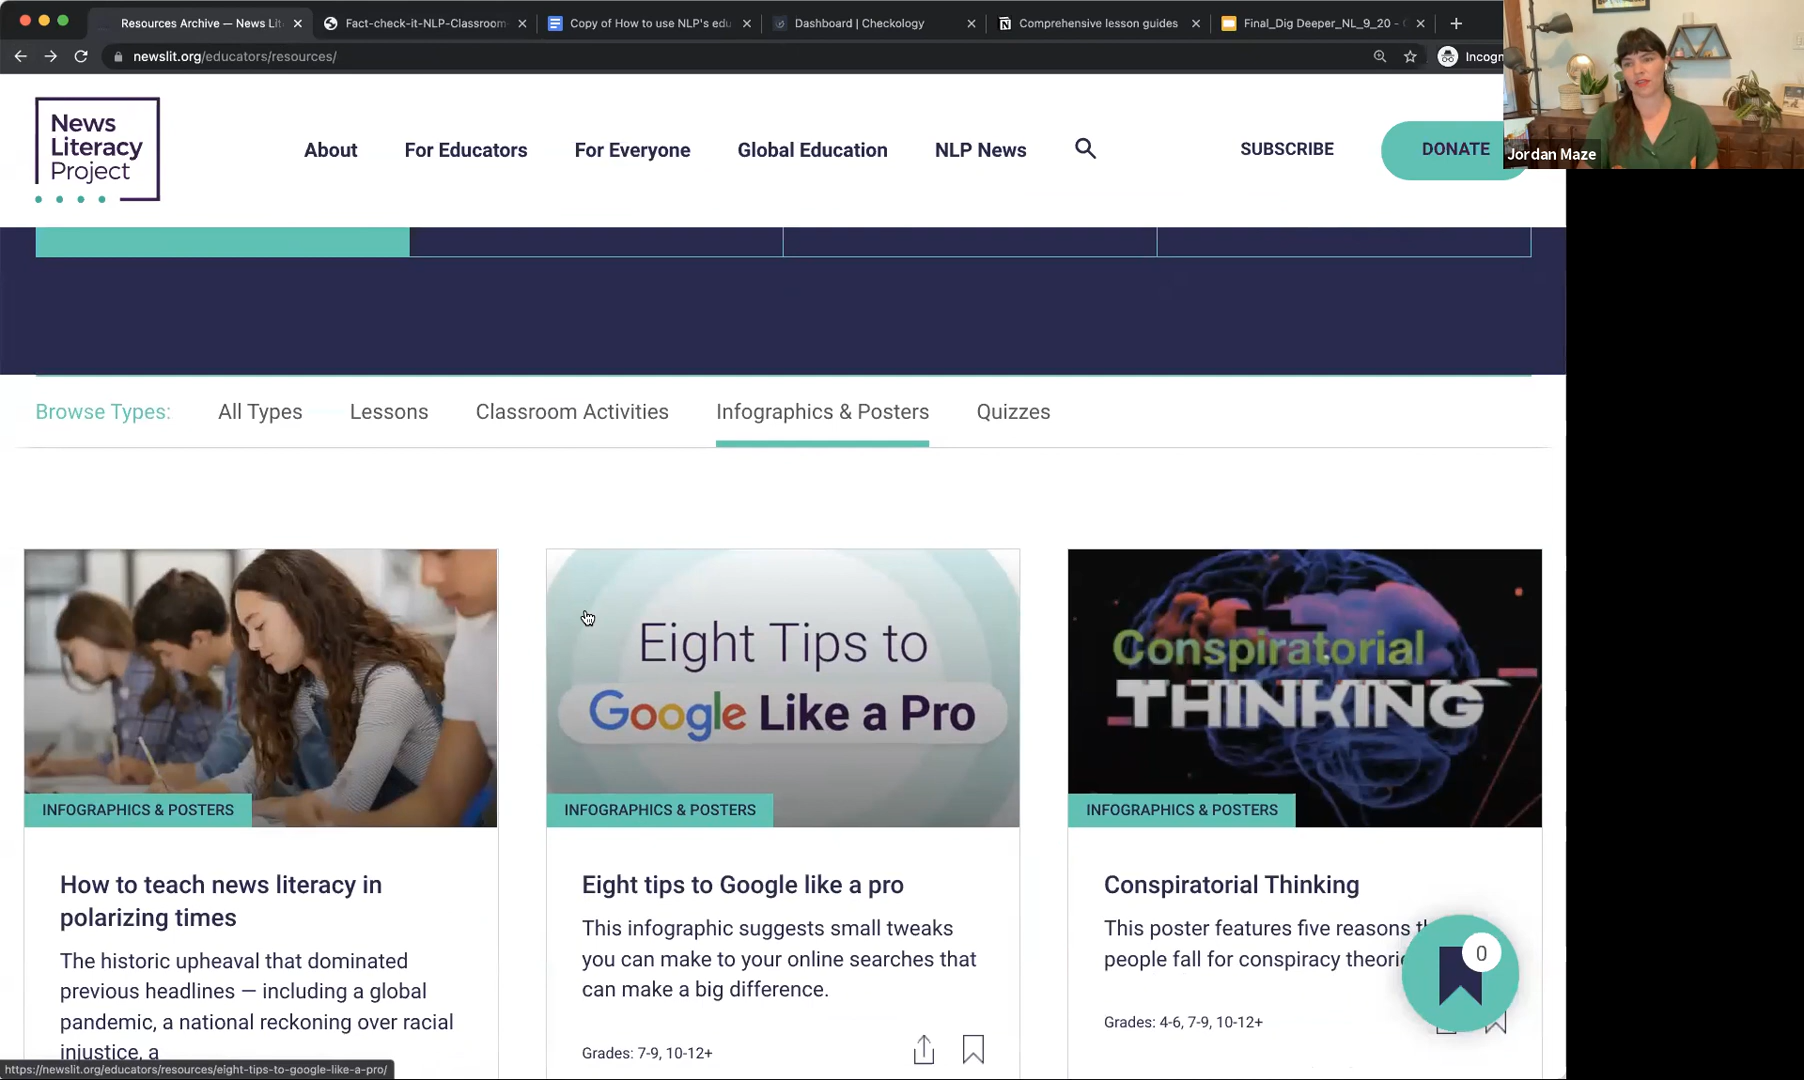 Resources Archive — News Lit
Fact-check-it-NLP-Classroom-
Copy of How to use NLP's edu
Dashboard | Checkology
Comprehensive lesson guides
Final_Dig Deeper_NL_9_20 -
newslit.org/educators/resources/
Incogn
Jordan Maze
News
Literacy
Project
About
For Educators
For Everyone
Global Education
NLP News
SUBSCRIBE
DONATE
Browse Types:
All Types
Lessons
Classroom Activities
Infographics & Posters
Quizzes
INFOGRAPHICS & POSTERS
How to teach news literacy in
polarizing times
The historic upheaval that dominated
previous headlines — including a global
pandemic, a national reckoning over racial
injustice, a
Eight Tips to
Google Like a Pro
INFOGRAPHICS & POSTERS
Eight tips to Google like a pro
This infographic suggests small tweaks
you can make to your online searches that
can make a big difference.
Grades: 7-9, 10-12+
Conspiratorial
THINKING
INFOGRAPHICS & POSTERS
Conspiratorial Thinking
This poster features five reasons
people fall for conspiracy
Grades: 4-6, 7-9, 10-12+
0
https://newslit.org/educators/resources/eight-tips-to-google-like-a-pro/